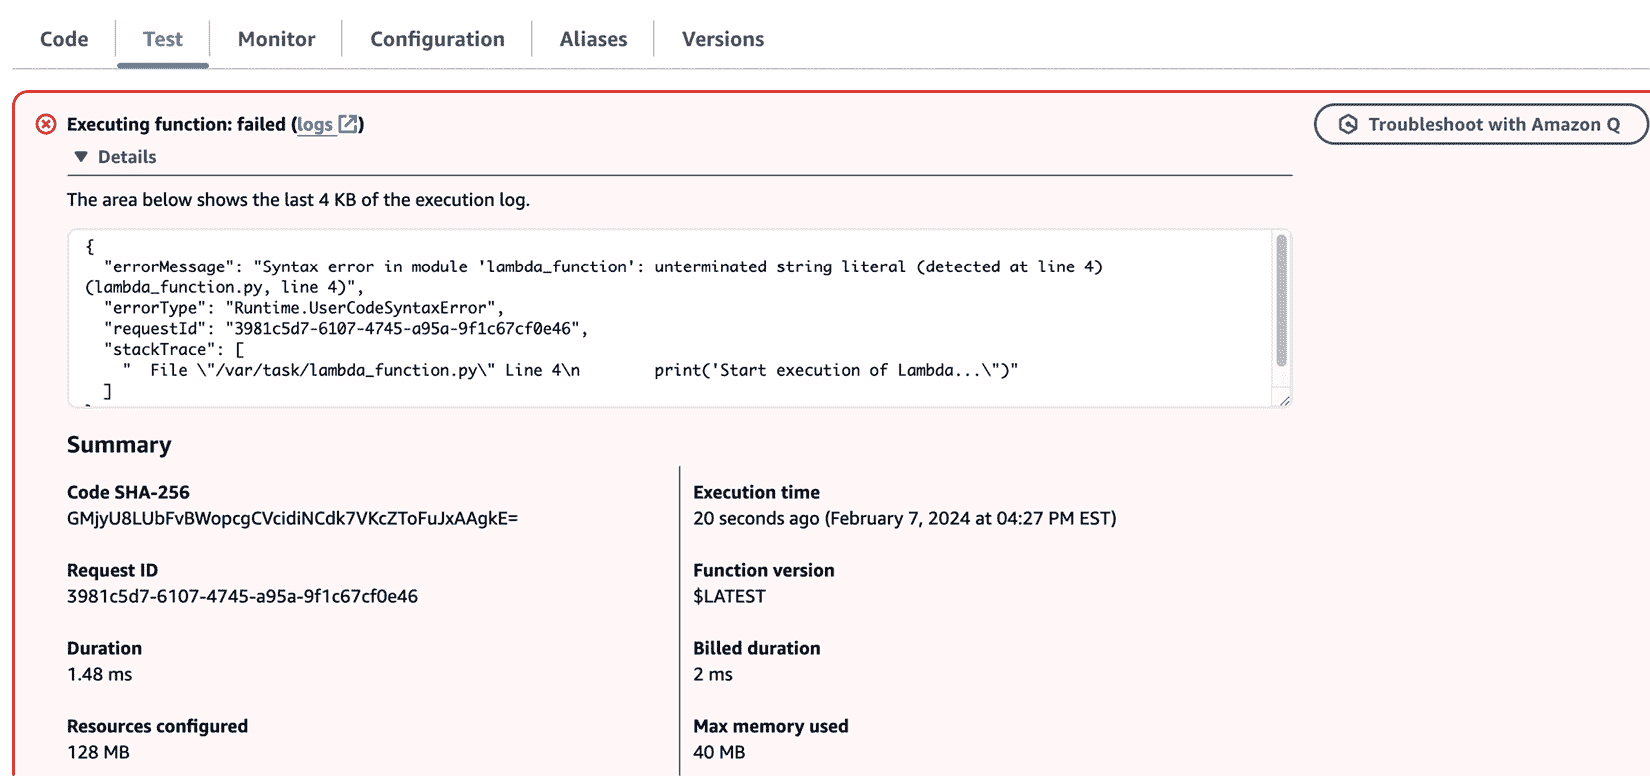 Code
Test
Monitor
Configuration
Aliases
Versions
Executing function: failed (logs)
Troubleshoot with Amazon Q
▼ Details
The area below shows the last 4 KB of the execution log.
{
  "errorMessage": "Syntax error in module 'lambda_function': unterminated string literal (detected at line 4)
(lambda_function.py, line 4)",
  "errorType": "Runtime.UserCodeSyntaxError",
  "requestId": "3981c5d7-6107-4745-a95a-9f1c67cf0e46",
  "stackTrace": [
    "  File \"/var/task/lambda_function.py\" Line 4\n        print('Start execution of Lambda...\")"
  ]
Summary
Code SHA-256
GMjyU8LUbFvBWopcgCVcidiNCdk7VKcZToFuJxAAgkE=
Execution time
20 seconds ago (February 7, 2024 at 04:27 PM EST)
Request ID
3981c5d7-6107-4745-a95a-9f1c67cf0e46
Function version
$LATEST
Duration
1.48 ms
Billed duration
2 ms
Resources configured
128 MB
Max memory used
40 MB